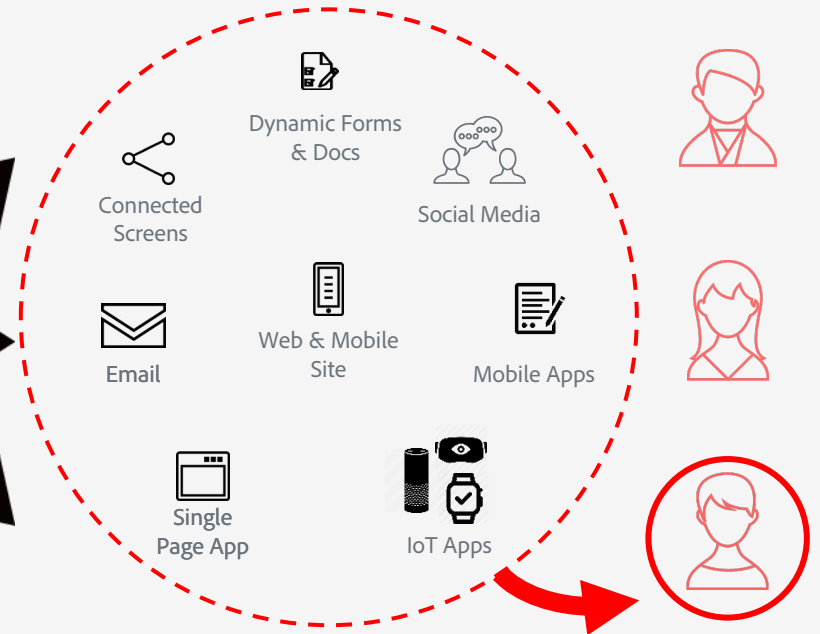 Dynamic Forms
& Docs
Connected
Screens
Social Media
Web & Mobile
Site
Email
Mobile Apps
Single
Page App
IoT Apps